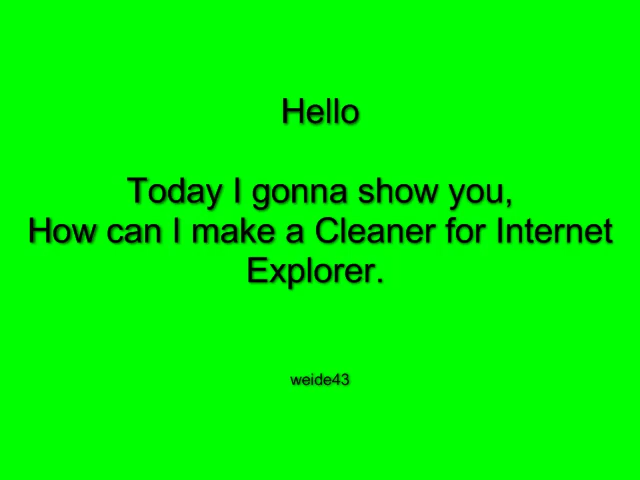 Hello
Today I gonna show you,
How can I make a Cleaner for Internet
Explorer.
weide43